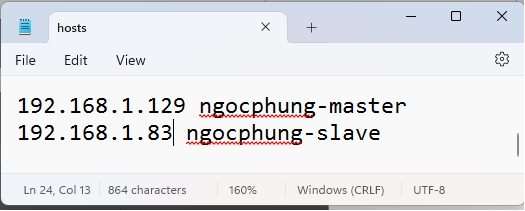 hosts
File Edit View
192.168.1.129 ngocphung-master
192.168.1.83 ngocphung-slave
Ln 24, Col 13 864 characters 160% Windows (CRLF) UTF-8